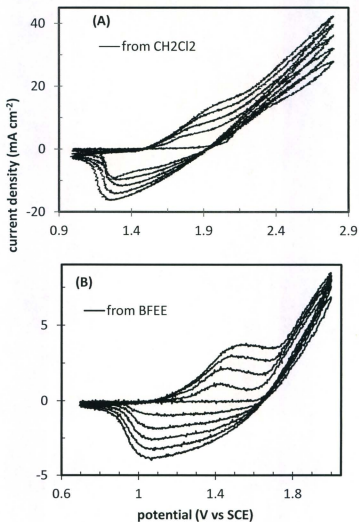 (A)
from CH2Cl2
40
20
0
-20
0.9
1.4
1.9
2.4
2.9
current density (mA cm-2)
(B)
from BFEE
5
0
-5
0.6
1
1.4
1.8
potential (V vs SCE)